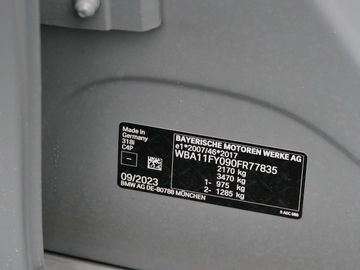 Made in
Germany
318i
C4P
09/2023
BMW AG DE-80788 MÜNCHEN
BAYERISCHE MOTOREN WERKE AG
e1*2007/46*2017
WBA11FY090FR77835
2170 kg
3470 kg
1- 975 kg
2- 1285 kg